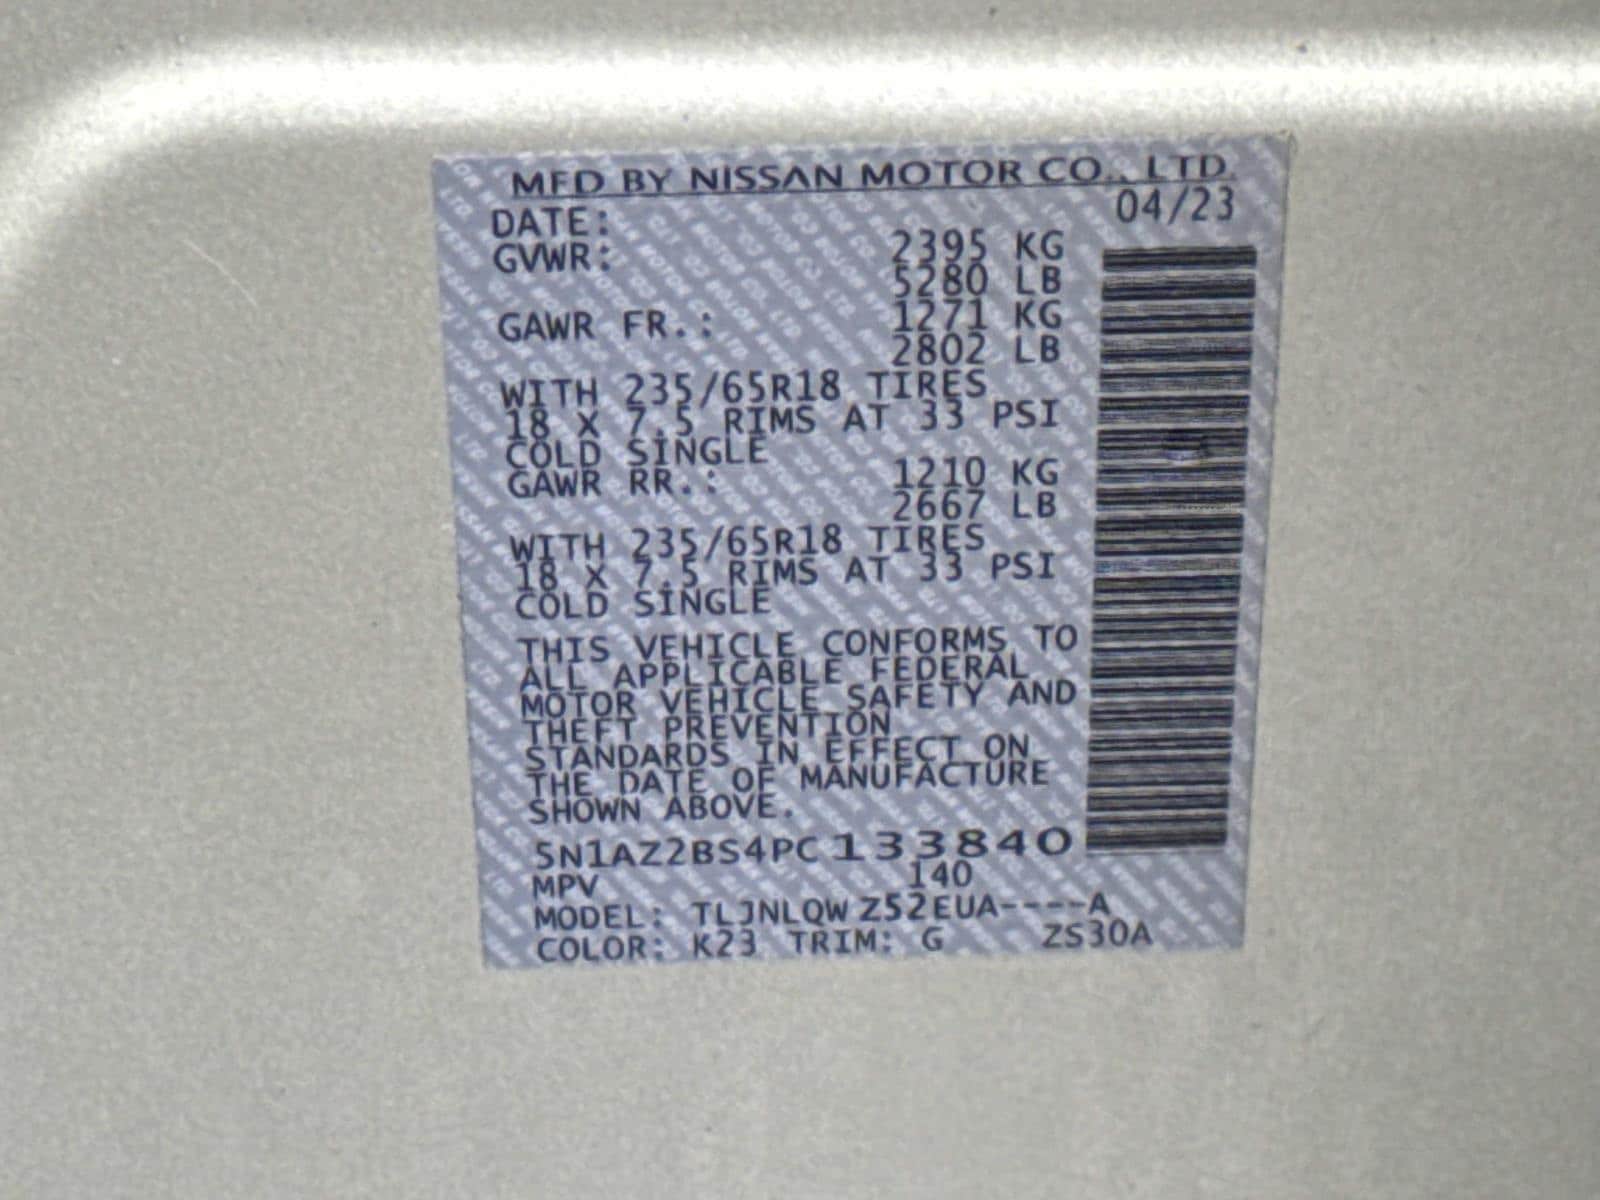 MFD BY NISSAN MOTOR CO., LTD.
DATE: 04/23
GVWR: 2395 KG
5280 LB
GAWR FR.: 1271 KG
2802 LB
WITH 235/65R18 TIRES
18 X 7.5 RIMS AT 33 PSI
COLD SINGLE
GAWR RR.: 1210 KG
2667 LB
WITH 235/65R18 TIRES
18 X 7.5 RIMS AT 33 PSI
COLD SINGLE
THIS VEHICLE CONFORMS TO
ALL APPLICABLE FEDERAL
MOTOR VEHICLE SAFETY AND
THEFT PREVENTION
STANDARDS IN EFFECT ON
THE DATE OF MANUFACTURE
SHOWN ABOVE.
5N1AZ2BS4PC133840
MPV 140
MODEL: TLJNLQWZ52EUA----A
COLOR: K23 TRIM: G ZS30A